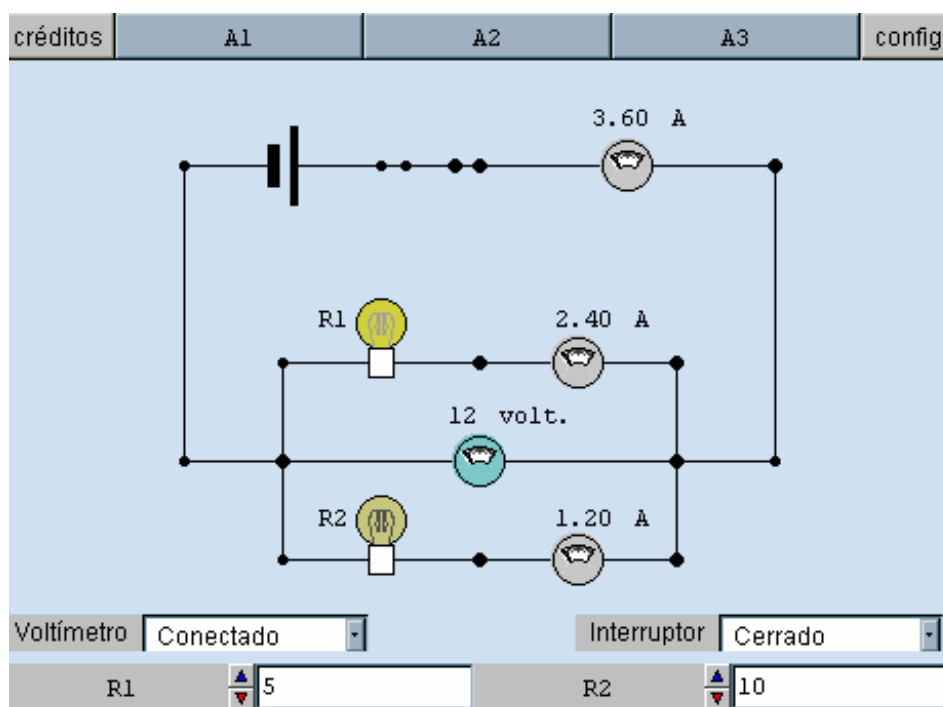 créditos A1 A2 A3 config
3.60 A
R1 2.40 A
12 volt.
R2 1.20 A
Voltímetro Conectado Interruptor Cerrado
R1 5 R2 10